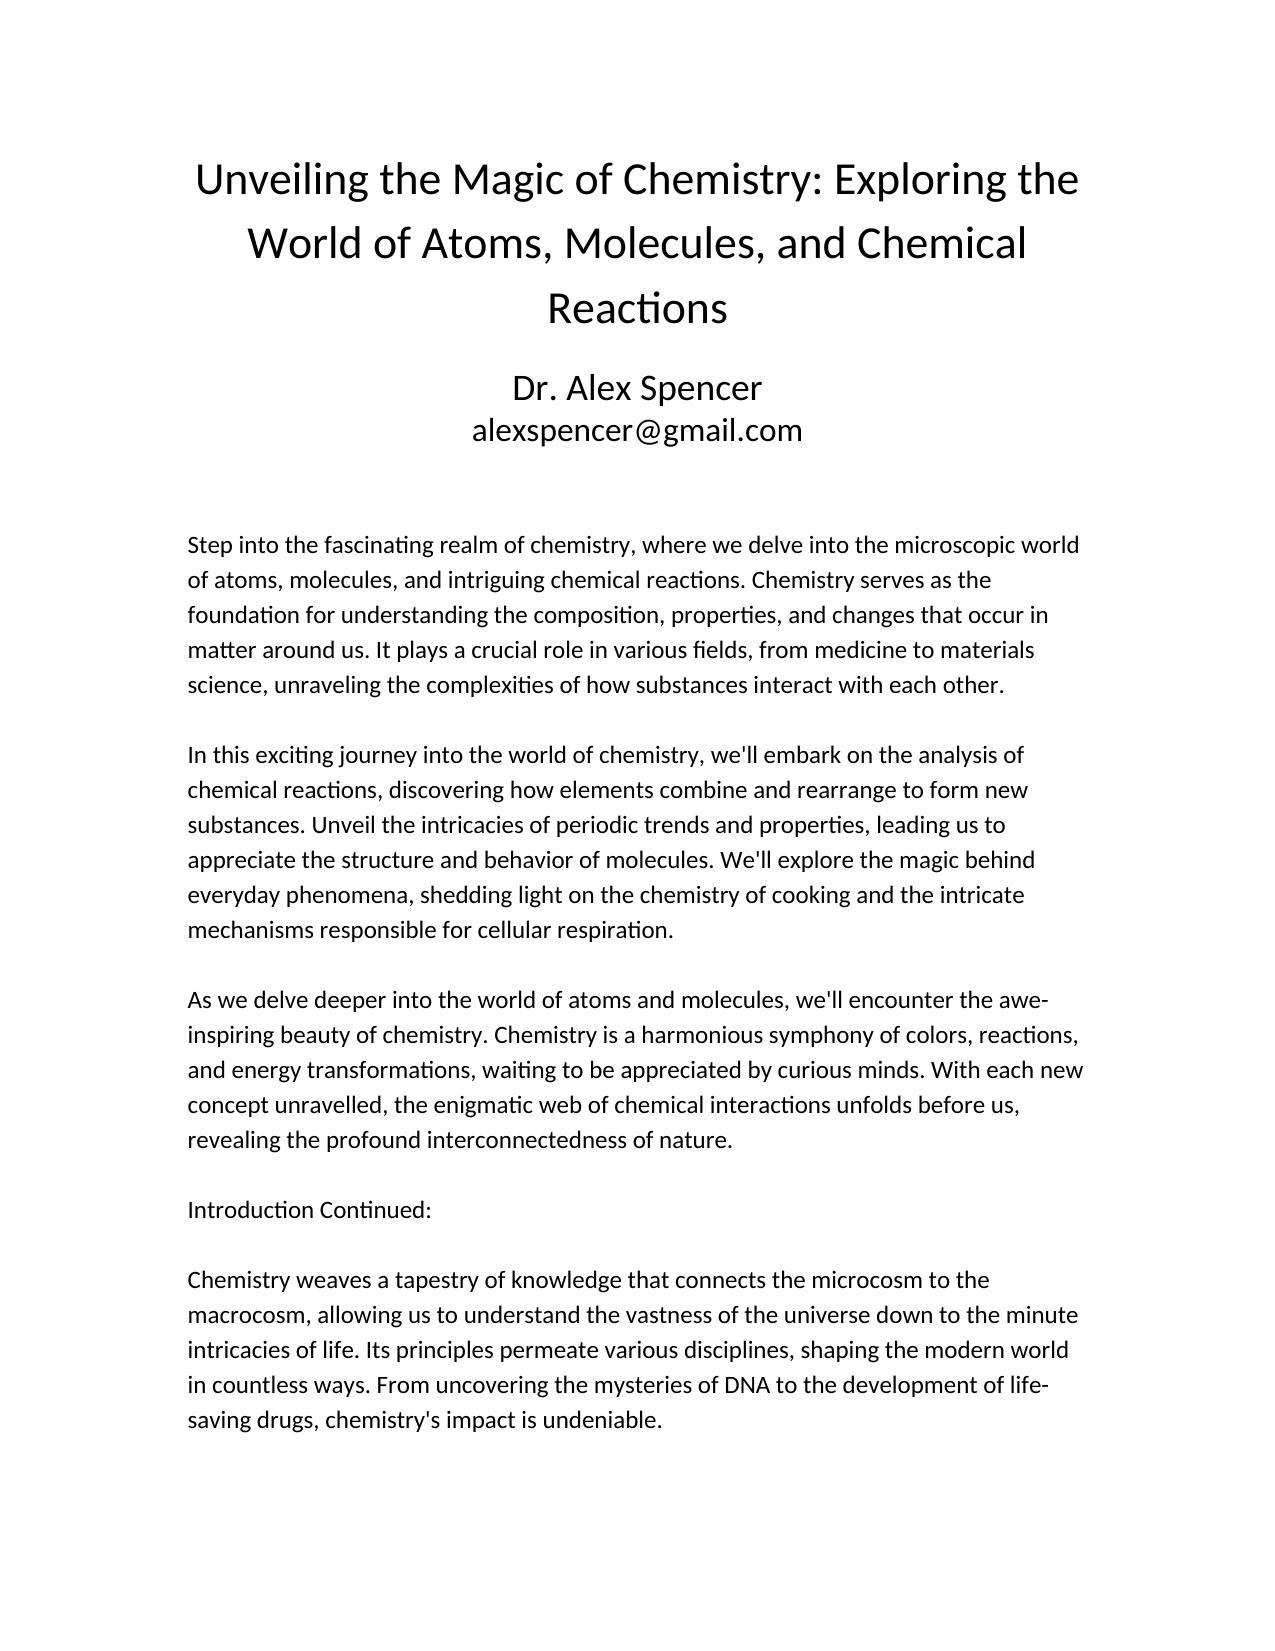 Unveiling the Magic of Chemistry: Exploring the
World of Atoms, Molecules, and Chemical
Reactions
Dr. Alex Spencer
alexspencer@gmail.com
Step into the fascinating realm of chemistry, where we delve into the microscopic world
of atoms, molecules, and intriguing chemical reactions. Chemistry serves as the
foundation for understanding the composition, properties, and changes that occur in
matter around us. It plays a crucial role in various fields, from medicine to materials
science, unraveling the complexities of how substances interact with each other.
In this exciting journey into the world of chemistry, we'll embark on the analysis of
chemical reactions, discovering how elements combine and rearrange to form new
substances. Unveil the intricacies of periodic trends and properties, leading us to
appreciate the structure and behavior of molecules. We'll explore the magic behind
everyday phenomena, shedding light on the chemistry of cooking and the intricate
mechanisms responsible for cellular respiration.
As we delve deeper into the world of atoms and molecules, we'll encounter the awe-
inspiring beauty of chemistry. Chemistry is a harmonious symphony of colors, reactions,
and energy transformations, waiting to be appreciated by curious minds. With each new
concept unravelled, the enigmatic web of chemical interactions unfolds before us,
revealing the profound interconnectedness of nature.
Introduction Continued:
Chemistry weaves a tapestry of knowledge that connects the microcosm to the
macrocosm, allowing us to understand the vastness of the universe down to the minute
intricacies of life. Its principles permeate various disciplines, shaping the modern world
in countless ways. From uncovering the mysteries of DNA to the development of life-
saving drugs, chemistry's impact is undeniable.